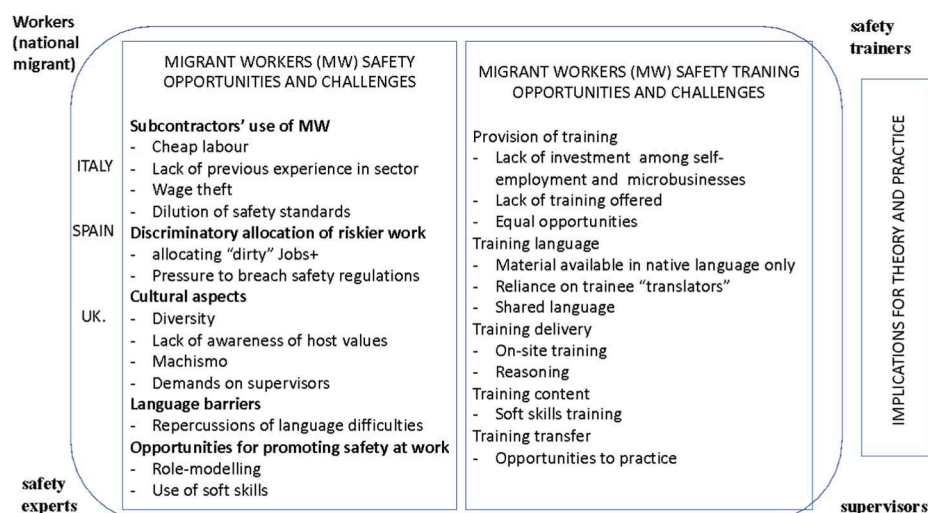 Workers
(national
migrant)
safety
trainers
ITALY
SPAIN
UK.
MIGRANT WORKERS (MW) SAFETY
OPPORTUNITIES AND CHALLENGES
Subcontractors' use of MW
- Cheap labour
- Lack of previous experience in sector
- Wage theft
- Dilution of safety standards
Discriminatory allocation of riskier work
- allocating "dirty" Jobs+
- Pressure to breach safety regulations
Cultural aspects
- Diversity
- Lack of awareness of host values
- Machismo
- Demands on supervisors
Language barriers
- Repercussions of language difficulties
Opportunities for promoting safety at work
- Role-modelling
- Use of soft skills
MIGRANT WORKERS (MW) SAFETY TRANING
OPPORTUNITIES AND CHALLENGES
Provision of training
- Lack of investment among self-
employment and microbusinesses
- Lack of training offered
- Equal opportunities
Training language
- Material available in native language only
- Reliance on trainee "translators"
- Shared language
Training delivery
- On-site training
- Reasoning
Training content
- Soft skills training
Training transfer
- Opportunities to practice
IMPLICATIONS FOR THEORY AND PRACTICE
safety
experts
supervisors